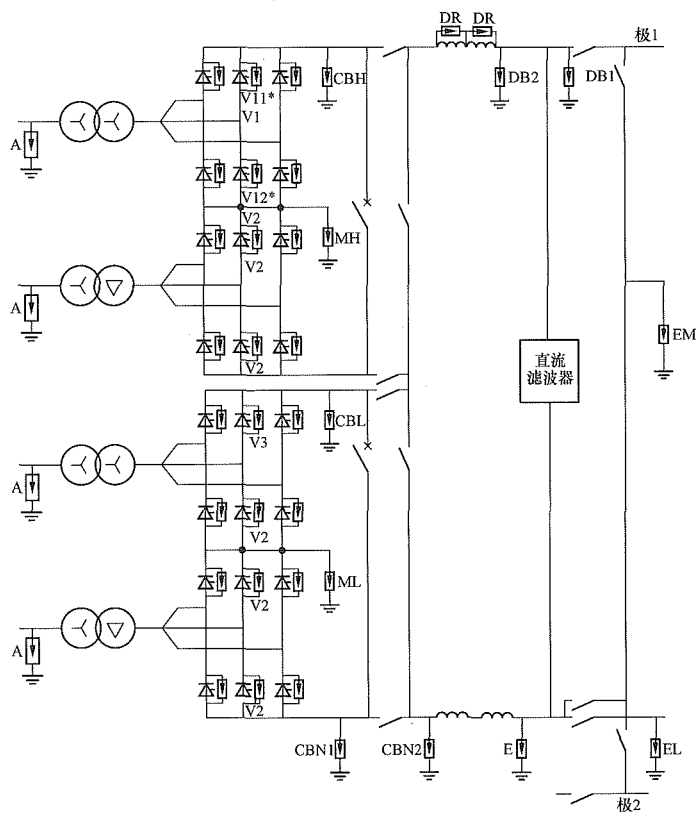 DR DR
极1
CBH
DB2
DB1
V11*
V1
A
V12*
V2
MH
V2
A
EM
V2
直流
滤波器
CBL
V3
A
V2
ML
V2
A
V2
CBN1
CBN2
E
EL
极2